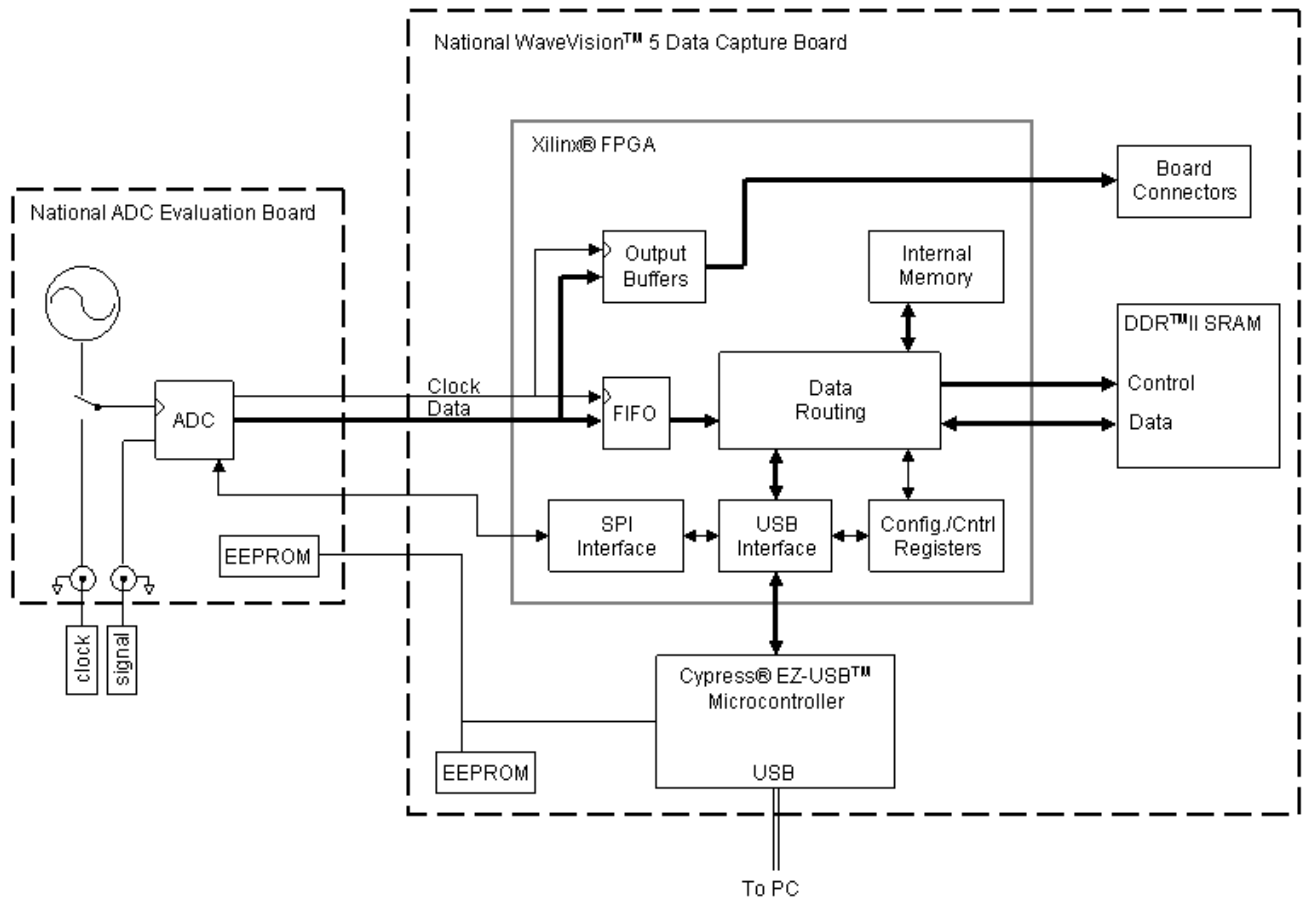 National WaveVision™ 5 Data Capture Board
Xilinx® FPGA
Board
Connectors
National ADC Evaluation Board
Output
Buffers
Internal
Memory
DDR™II SRAM
Control
Data
Clock
Data
ADC
FIFO
Data
Routing
SPI
Interface
USB
Interface
Config./Cntrl
Registers
EEPROM
clock
signal
Cypress® EZ-USB™
Microcontroller
USB
EEPROM
To PC